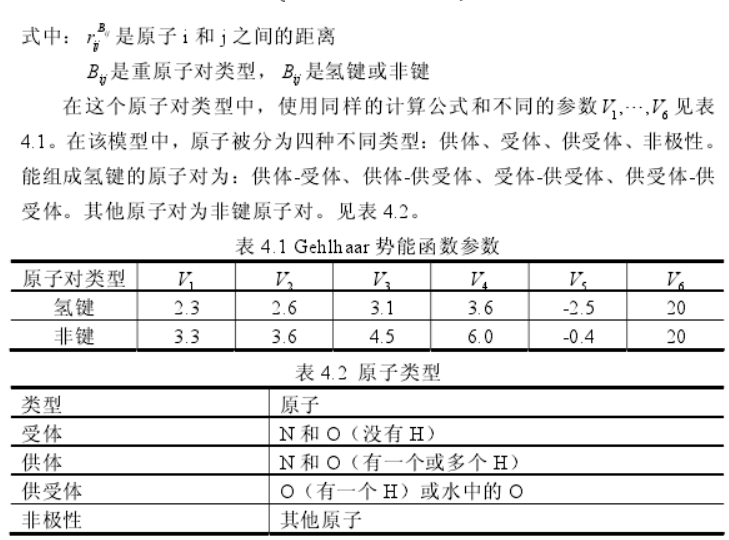 式中：r_ij^{B_ij} 是原子 i 和 j 之间的距离
B_ij 是重原子对类型， B_ij 是氢键或非键
在这个原子对类型中，使用同样的计算公式和不同的参数 V_1,⋯,V_6 见表
4.1。在该模型中，原子被分为四种不同类型：供体、受体、供受体、非极性。
能组成氢键的原子对为：供体-受体、供体-供受体、受体-供受体、供受体-供
受体。其他原子对为非键原子对。见表 4.2。
表 4.1 Gehlhaar 势能函数参数
原子对类型 V_1 V_2 V_3 V_4 V_5 V_6
氢键 2.3 2.6 3.1 3.6 -2.5 20
非键 3.3 3.6 4.5 6.0 -0.4 20
表 4.2 原子类型
类型 原子
受体 N 和 O（没有 H）
供体 N 和 O（有一个或多个 H）
供受体 O（有一个 H）或水中的 O
非极性 其他原子